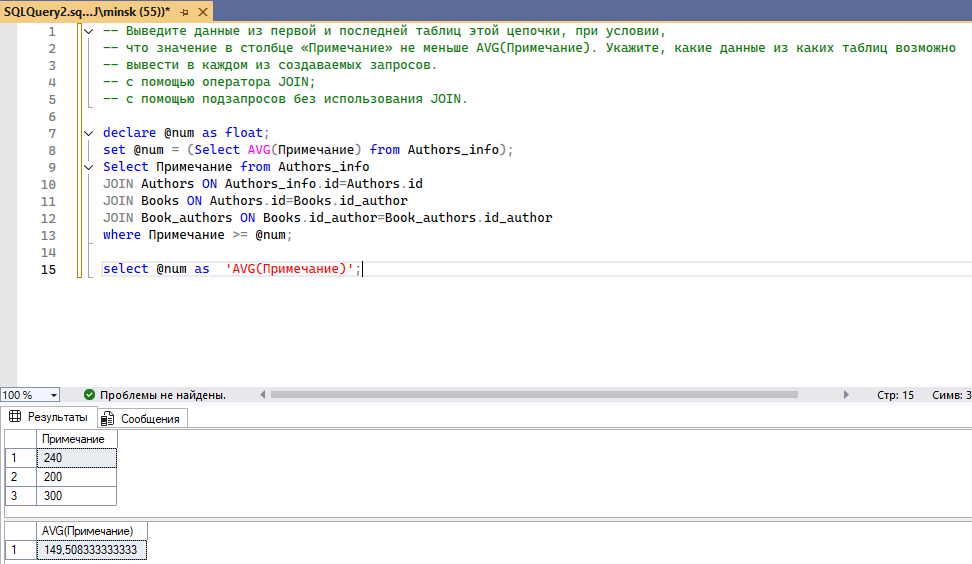 SQLQuery2.sq...J\minsk (55))*
1 -- Выведите данные из первой и последней таблиц этой цепочки, при условии,
2 -- что значение в столбце «Примечание» не меньше AVG(Примечание). Укажите, какие данные из каких таблиц возможно
3 -- вывести в каждом из создаваемых запросов.
4 -- с помощью оператора JOIN;
5 -- с помощью подзапросов без использования JOIN.
6
7 declare @num as float;
8 set @num = (Select AVG(Примечание) from Authors_info);
9 Select Примечание from Authors_info
10 JOIN Authors ON Authors_info.id=Authors.id
11 JOIN Books ON Authors.id=Books.id_author
12 JOIN Book_authors ON Books.id_author=Book_authors.id_author
13 where Примечание >= @num;
14
15 select @num as 'AVG(Примечание)';
100 % Проблемы не найдены. Стр: 15 Симв: 3
Результаты Сообщения
Примечание
1 240
2 200
3 300
AVG(Примечание)
1 149,508333333333